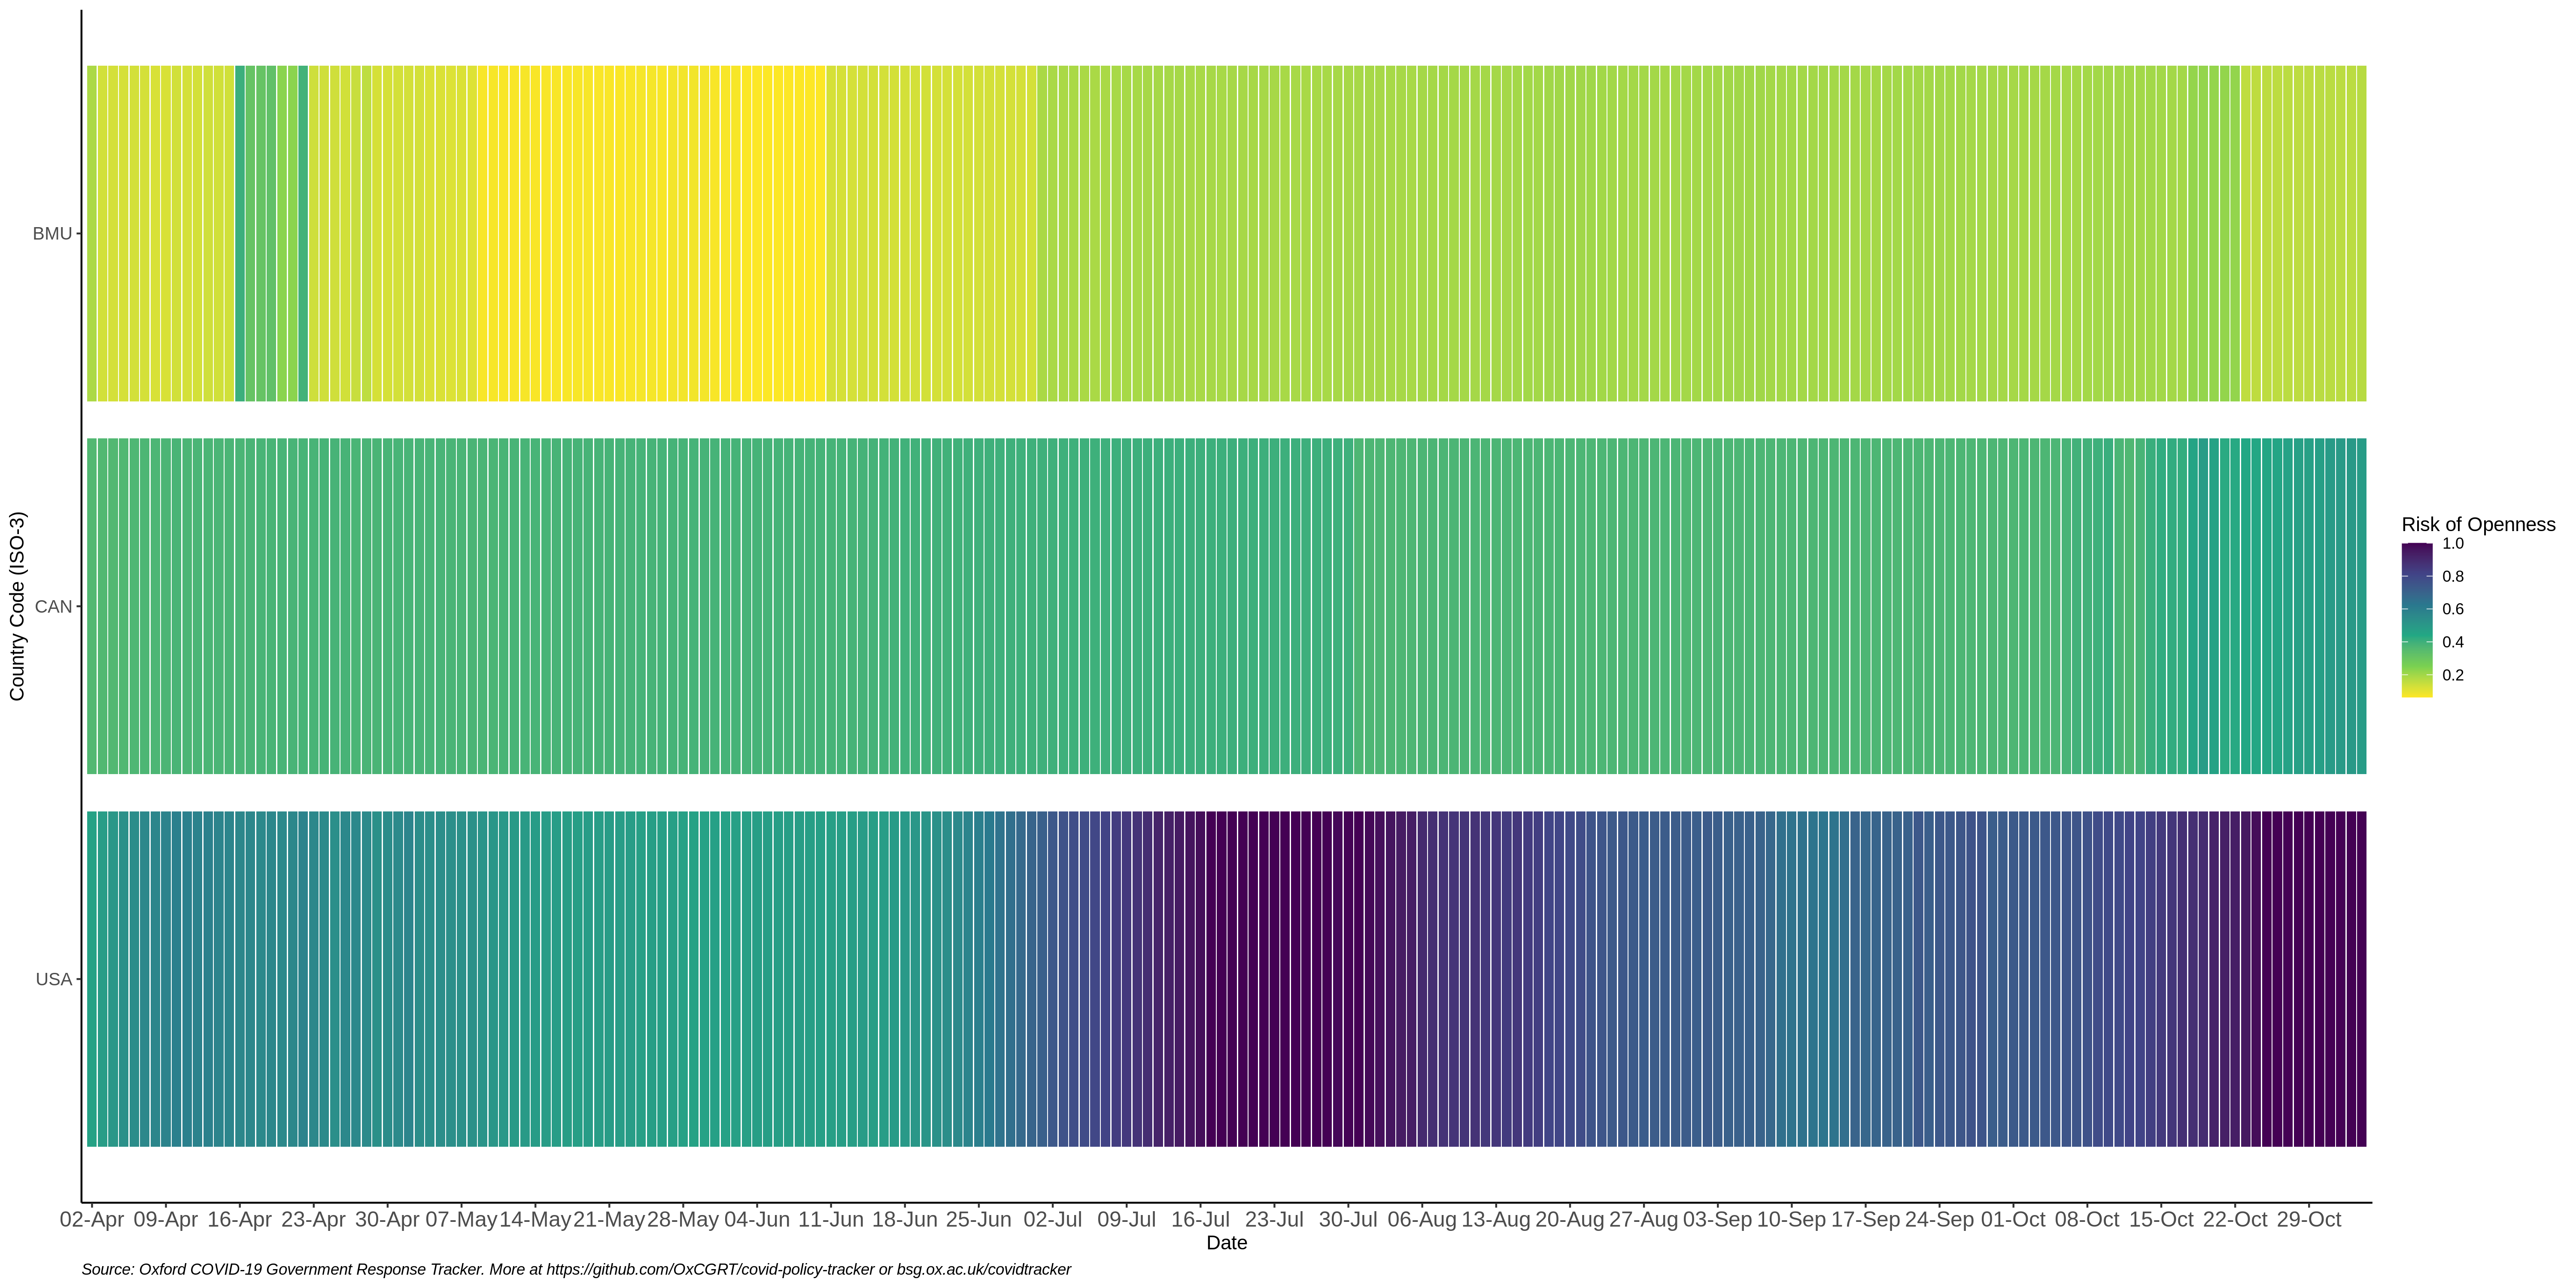 BMU
CAN
USA
Country Code (ISO-3)
Risk of Openness
1.0
0.8
0.6
0.4
0.2
02-Apr 09-Apr 16-Apr 23-Apr 30-Apr 07-May 14-May 21-May 28-May 04-Jun 11-Jun 18-Jun 25-Jun 02-Jul 09-Jul 16-Jul 23-Jul 30-Jul 06-Aug 13-Aug 20-Aug 27-Aug 03-Sep 10-Sep 17-Sep 24-Sep 01-Oct 08-Oct 15-Oct 22-Oct 29-Oct
Date
Source: Oxford COVID-19 Government Response Tracker. More at https://github.com/OxCGRT/covid-policy-tracker or bsg.ox.ac.uk/covidtracker